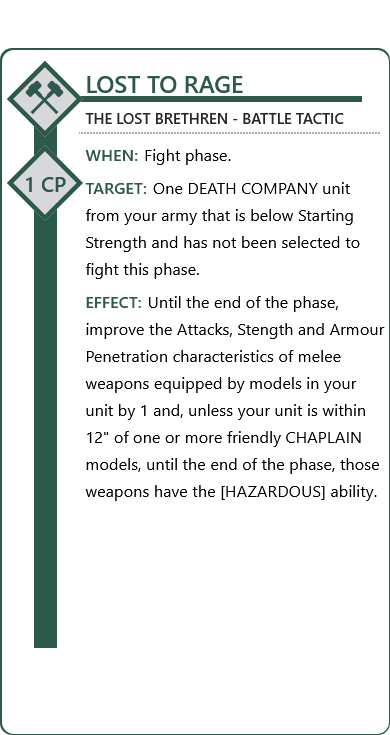 LOST TO RAGE
THE LOST BRETHREN - BATTLE TACTIC
1 CP
WHEN: Fight phase.
TARGET: One DEATH COMPANY unit
from your army that is below Starting
Strength and has not been selected to
fight this phase.
EFFECT: Until the end of the phase,
improve the Attacks, Stength and Armour
Penetration characteristics of melee
weapons equipped by models in your
unit by 1 and, unless your unit is within
12" of one or more friendly CHAPLAIN
models, until the end of the phase, those
weapons have the [HAZARDOUS] ability.